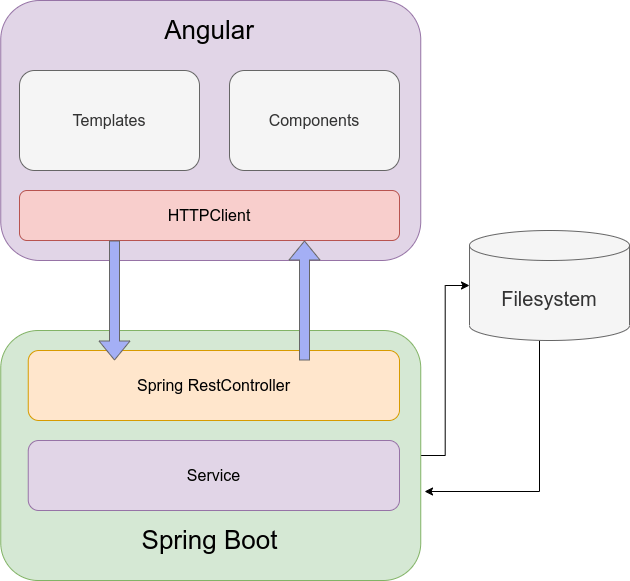 Angular
Templates
Components
HTTPClient
Filesystem
Spring RestController
Service
Spring Boot